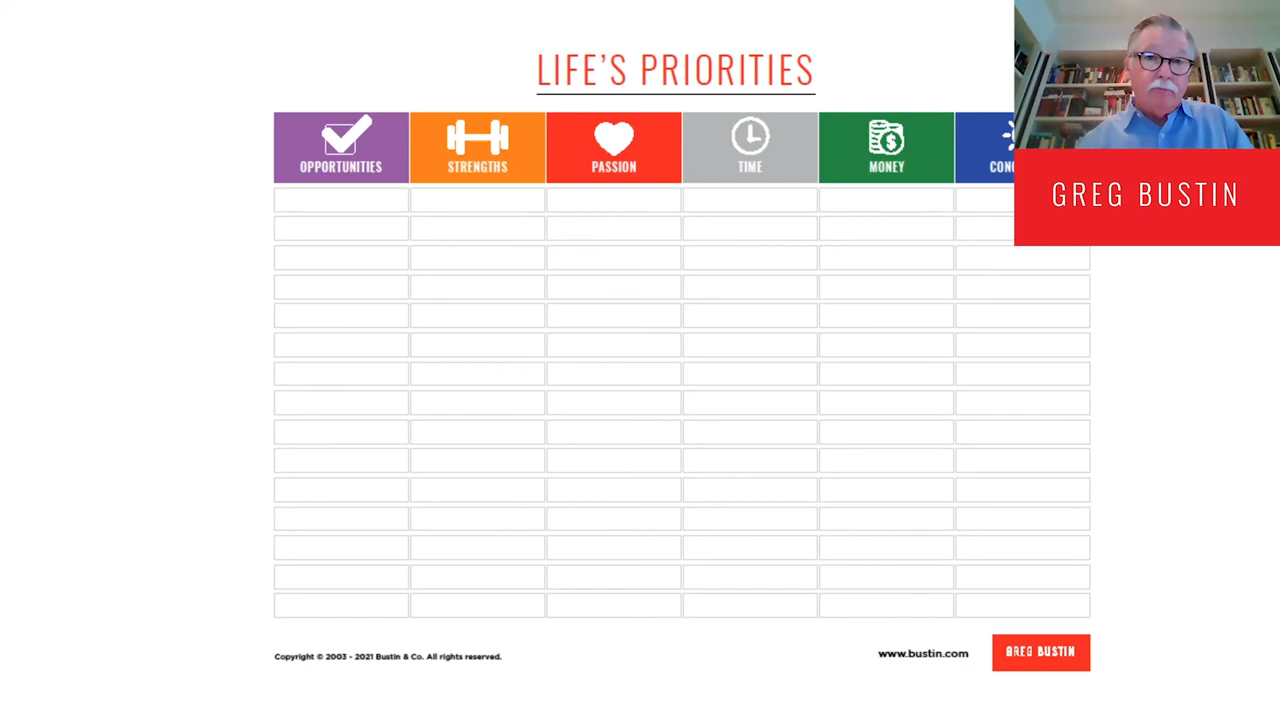 LIFE'S PRIORITIES
OPPORTUNITIES STRENGTHS PASSION TIME MONEY
GREG BUSTIN
Copyright © 2003 - 2021 Bustin & Co. All rights reserved.
www.bustin.com
GREG BUSTIN